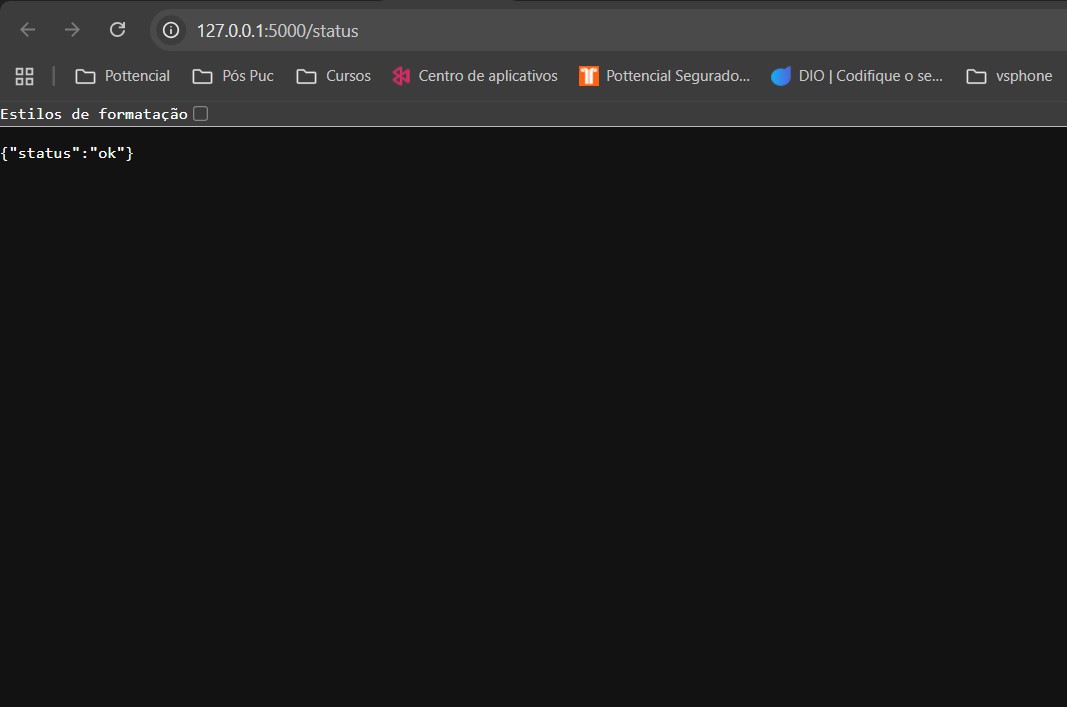 127.0.0.1:5000/status
Pottencial Pós Puc Cursos Centro de aplicativos Pottencial Segurado... DIO | Codifique o se... vsphone
Estilos de formatação
{"status":"ok"}